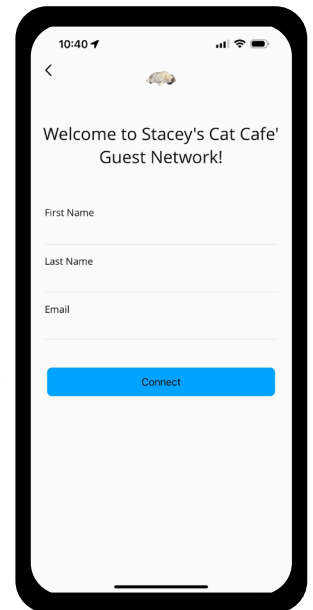 10:40
Welcome to Stacey's Cat Cafe'
Guest Network!
First Name
Last Name
Email
Connect